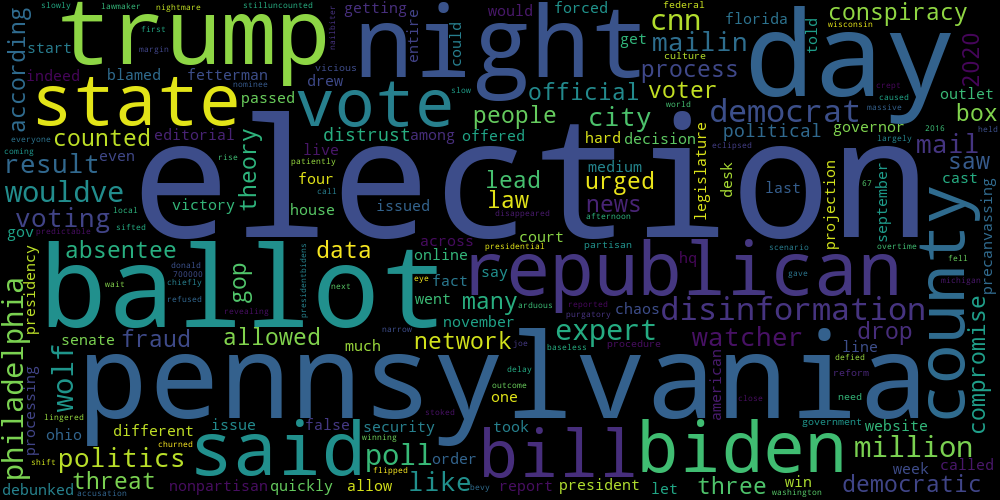 slowly lawmaker nightmare stilluncounted getting would forced federal conspiracy
according trump night cnn florida told wisconsin
start first entire could get mailin day culture
indeed blamed fetterman margin nailbiter drew vicious slow official process 2020
state passed vote people city voter democrat outlet
counted editorial distrust among offered hard decision political governor box
result even theory live patiently medium legislature desk eclipsed largely 2016 held mail
everyone coming rise four lead urged last saw
wouldve victory call issued law news projection september 67 cast
voting local sifted house disappeared afternoon
gov predictable election
absentee data across court partisan scenario overtime precanvassing
presidency donald gop presidentbidens online presidential hq gave fell
philadelphia ballot eye fact say republican michigan county
wait 700000 chiefly next went many arduous reported chaos disinformation
refused revealing november purgatory expert watcher drop
senate fraud allowed much network narrow joe baseless procedure line defied compromise
wolf delay american reform
processing one outcome close need
lingered pennsylvania
ohio different issue false security took stoked government website
shift churned said winning poll order bill biden million
politics flipped
threat nonpartisan quickly allow like bevy report president let three win week called
debunked accusation washington democratic
world crops caused massive nominee